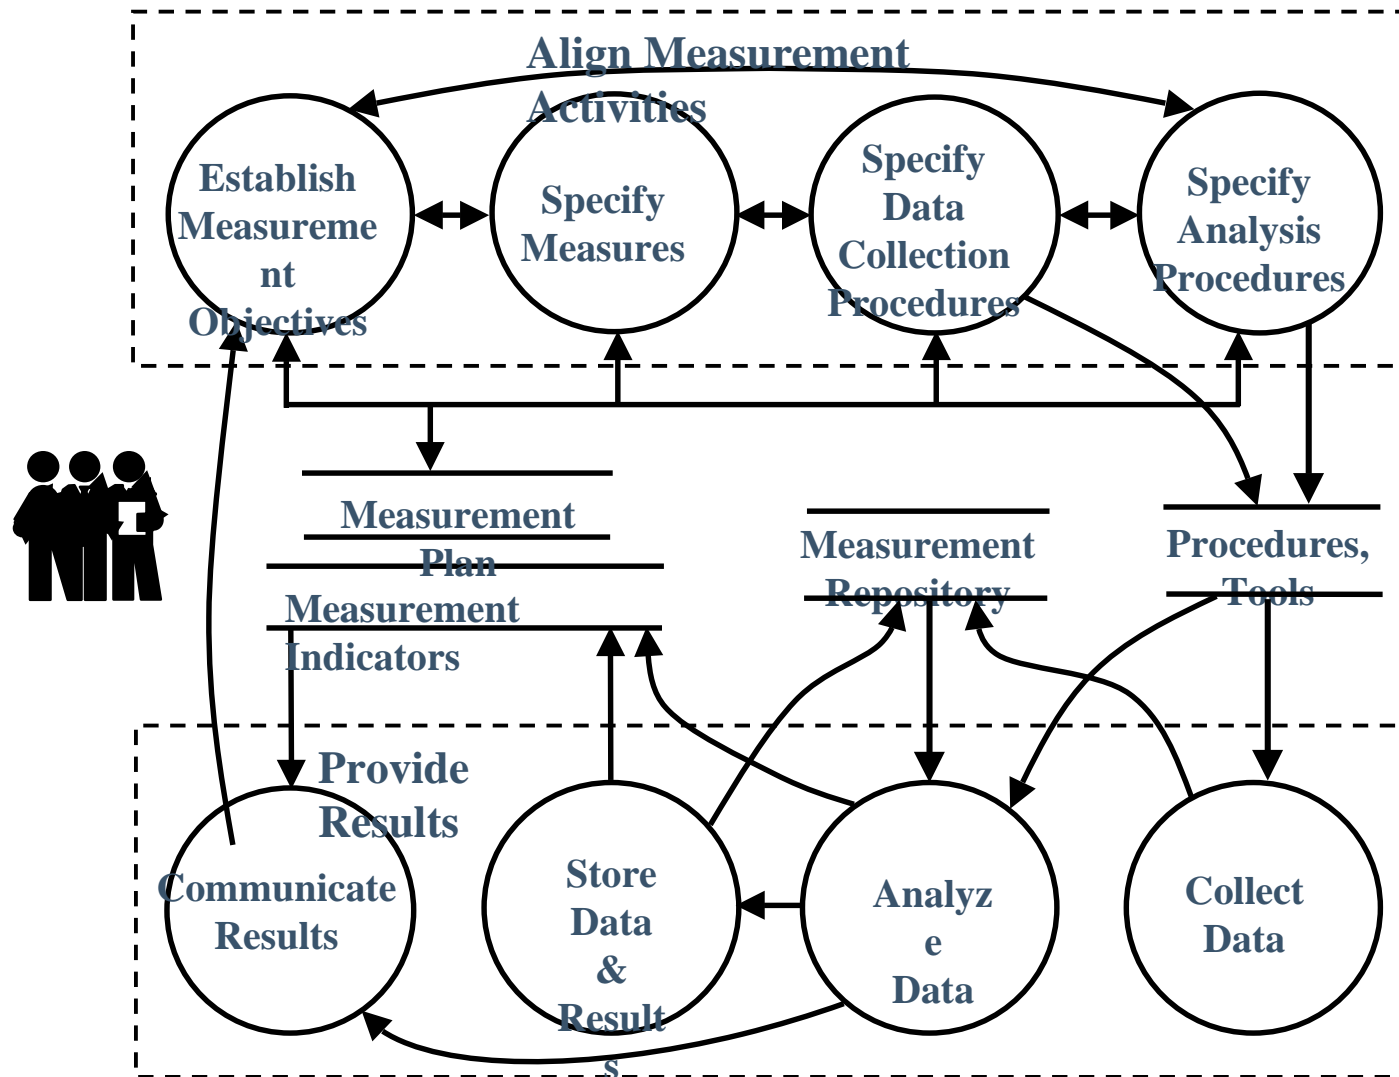 Align Measurement
Activities
Establish
Measureme
nt
Objectives
Specify
Measures
Specify
Data
Collection
Procedures
Specify
Analysis
Procedures
Measurement
Plan
Measurement
Indicators
Measurement
Repository
Procedures,
Tools
Provide
Results
Communicate
Results
Store
Data
&
Result
s
Analyz
e
Data
Collect
Data